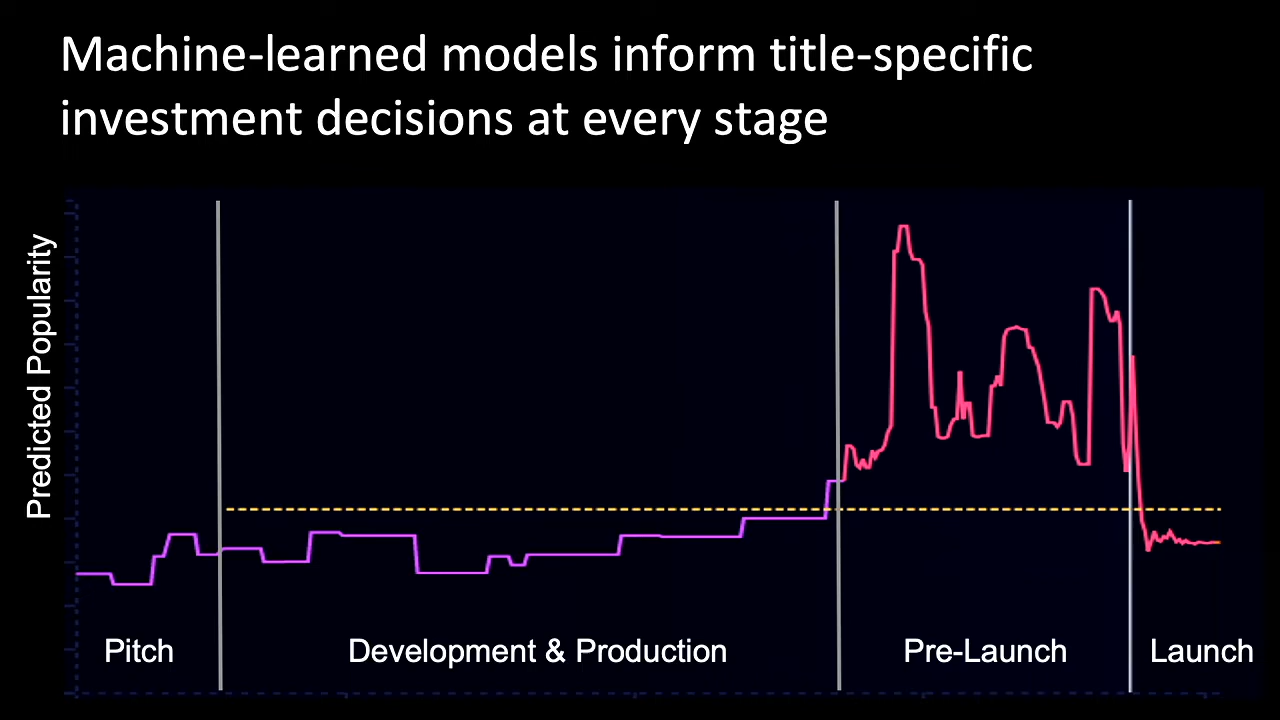 Machine-learned models inform title-specific
investment decisions at every stage
Predicted Popularity
Pitch
Development & Production
Pre-Launch
Launch